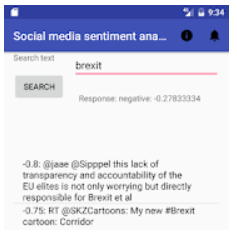 9:34
Social media sentiment ana...
Search text
brexit
SEARCH
Response: negative: -0.27833334
-0.8: @jaae @Sipppel this lack of
transparency and accountability of the
EU elites is not only worrying but directly
responsible for Brexit et al
-0.75: RT @SKZCartoons: My new #Brexit
cartoon: Corridor